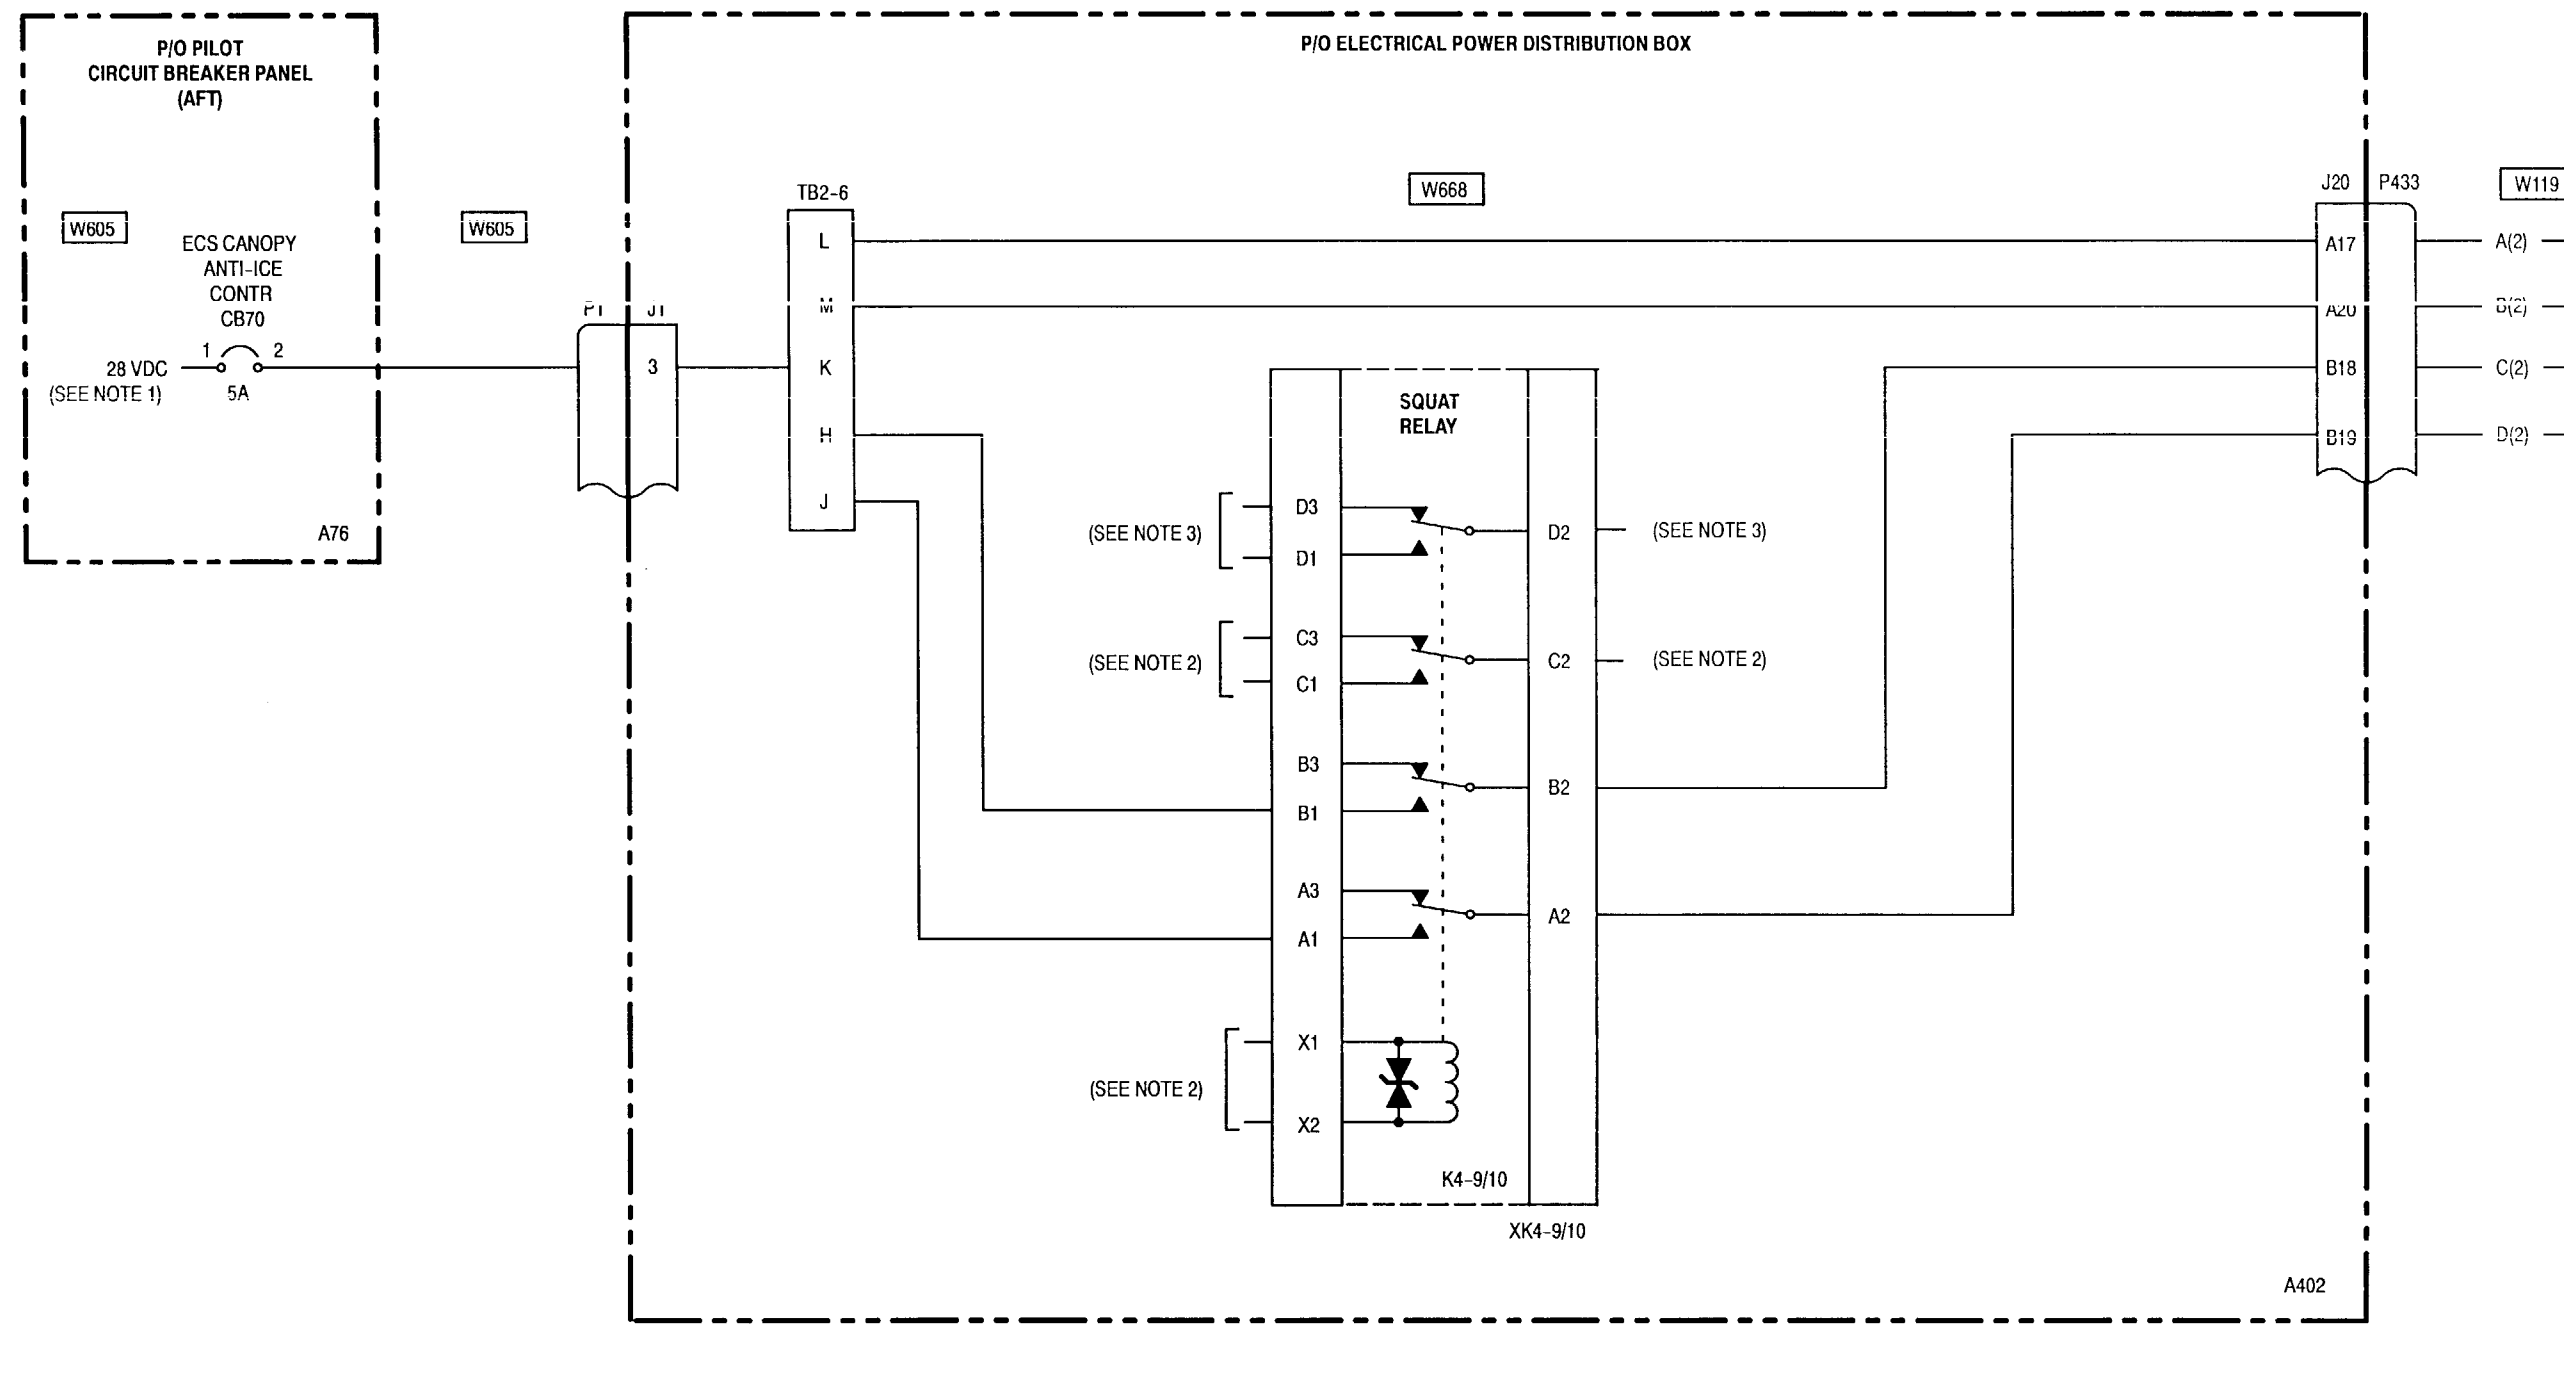 P/O PILOT
CIRCUIT BREAKER PANEL
(AFT)
P/O ELECTRICAL POWER DISTRIBUTION BOX
W605
W605
ECS CANOPY
ANTI-ICE
CONTR
CB70
1
2
28 VDC
(SEE NOTE 1)
5A
A76
P1
J1
3
TB2-6
L
M
K
H
J
W668
J20
P433
W119
A17
A(2)
A20
B(2)
B18
C(2)
B19
D(2)
SQUAT
RELAY
(SEE NOTE 3)
D3
D1
D2
(SEE NOTE 3)
(SEE NOTE 2)
C3
C1
C2
(SEE NOTE 2)
B3
B1
B2
A3
A1
A2
(SEE NOTE 2)
X1
X2
K4-9/10
XK4-9/10
A402